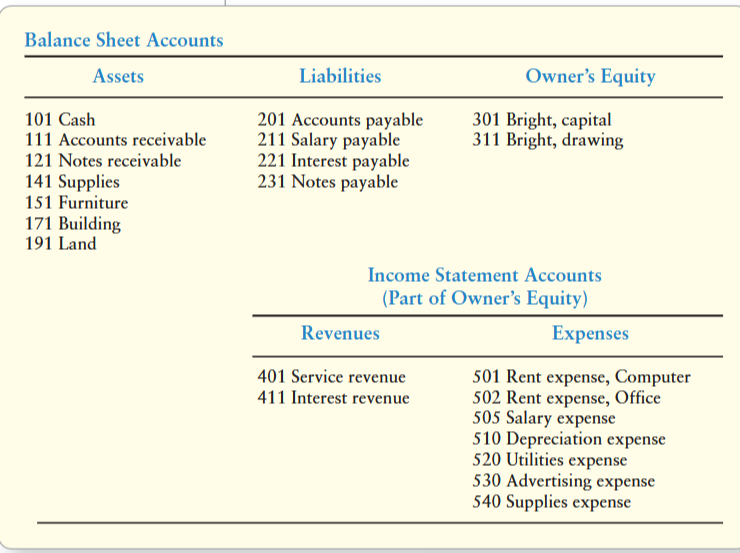 Balance Sheet Accounts
Assets Liabilities Owner’s Equity
101 Cash 201 Accounts payable 301 Bright, capital
111 Accounts receivable 211 Salary payable 311 Bright, drawing
121 Notes receivable 221 Interest payable
141 Supplies 231 Notes payable
151 Furniture
171 Building
191 Land
Income Statement Accounts
(Part of Owner’s Equity)
Revenues Expenses
401 Service revenue 501 Rent expense, Computer
411 Interest revenue 502 Rent expense, Office
505 Salary expense
510 Depreciation expense
520 Utilities expense
530 Advertising expense
540 Supplies expense